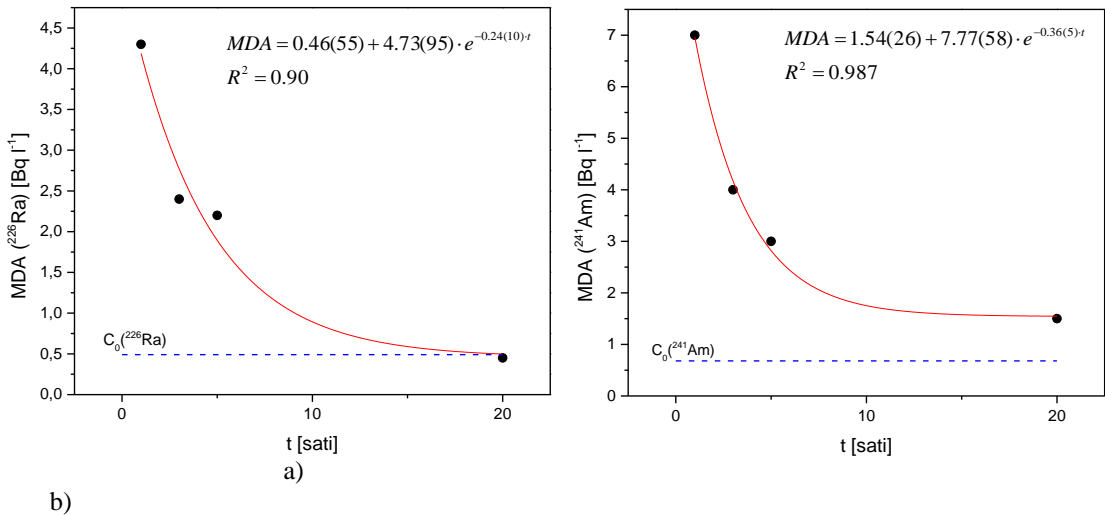 4,5
4,0
3,5
3,0
2,5
2,0
1,5
1,0
0,5
0,0
MDA (²²⁶Ra) [Bq l⁻¹]
MDA = 0.46(55) + 4.73(95) · e^{-0.24(10)·t}
R² = 0.90
C₀(²²⁶Ra)
0 10 20
t [sati]
7
6
5
4
3
2
1
0
MDA (²⁴¹Am) [Bq l⁻¹]
MDA = 1.54(26) + 7.77(58) · e^{-0.36(5)·t}
R² = 0.987
C₀(²⁴¹Am)
0 10 20
t [sati]
a)
b)